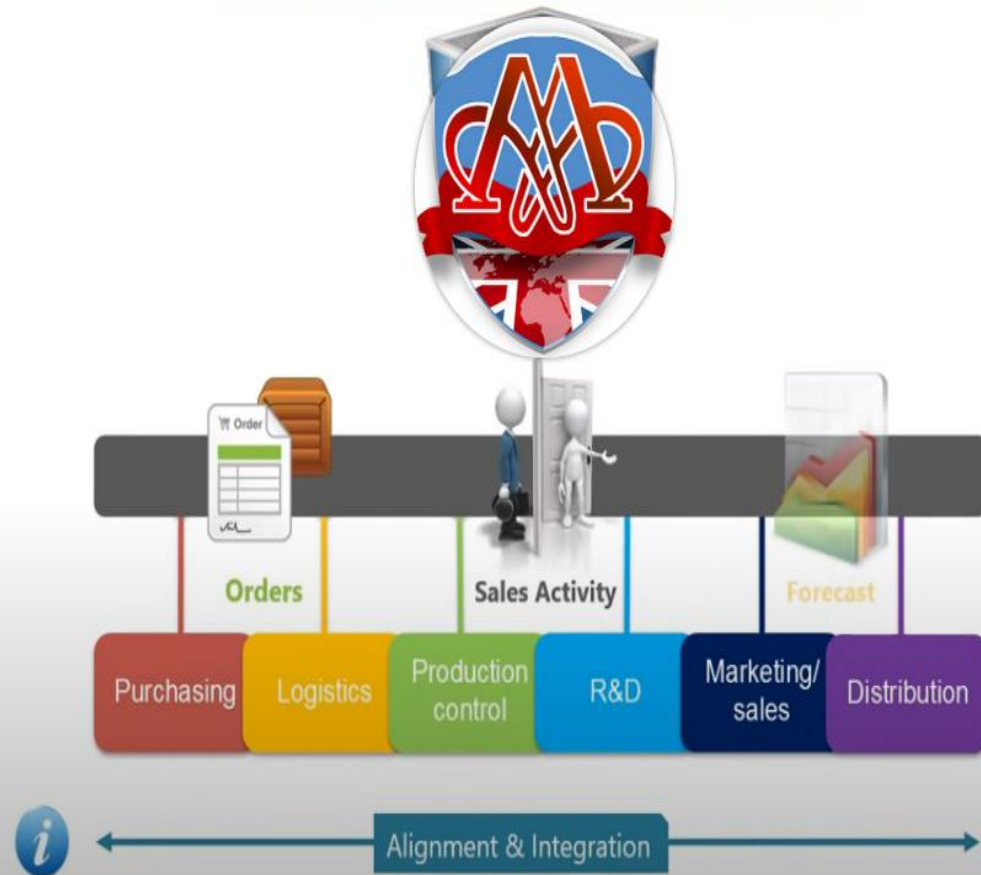 Order
Orders
Sales Activity
Forecast
Purchasing
Logistics
Production
control
R&D
Marketing/
sales
Distribution
i
Alignment & Integration